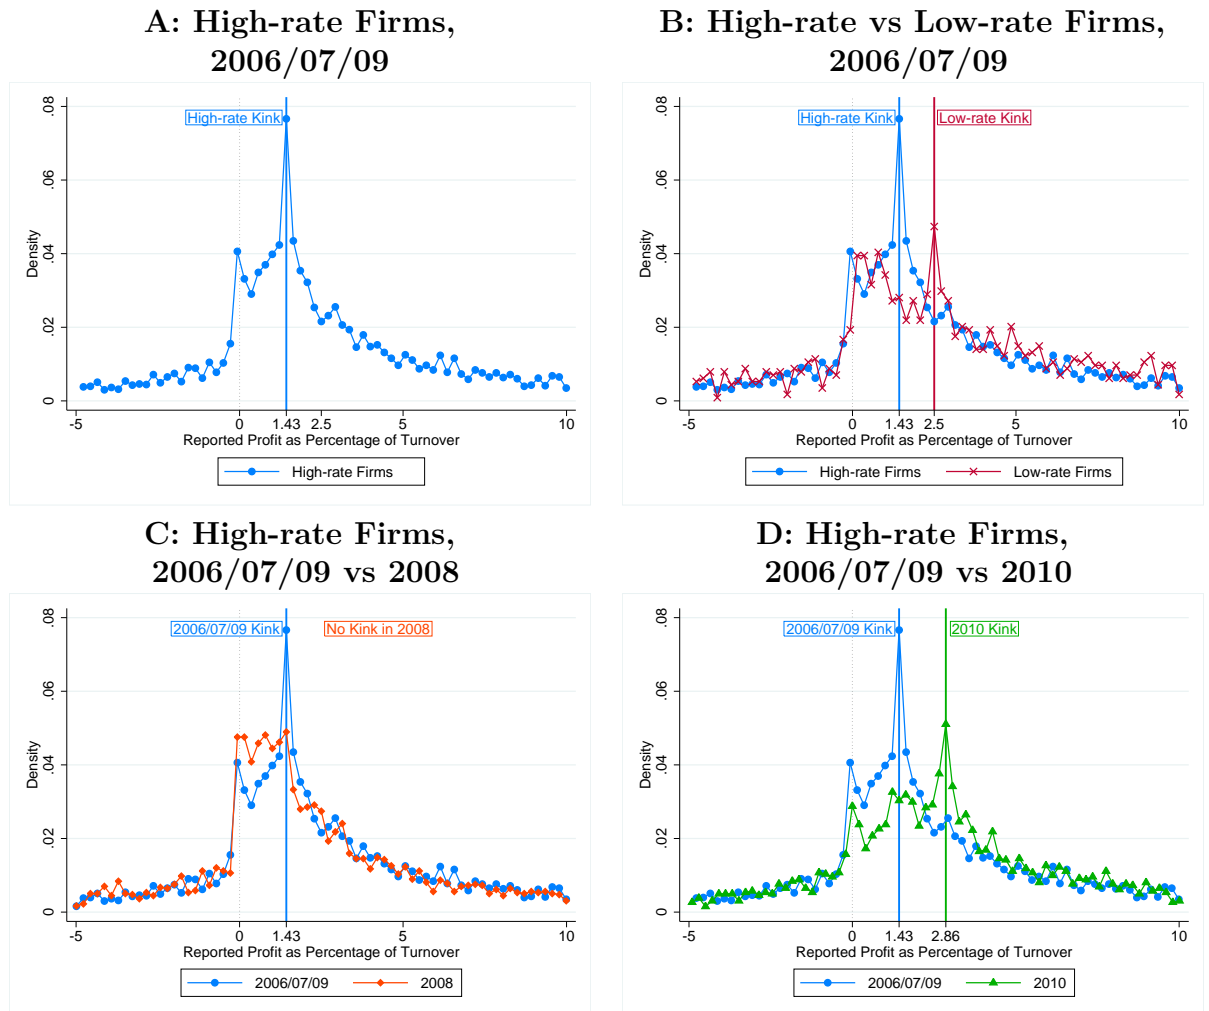 A: High-rate Firms,
2006/07/09
High-rate Kink
.08
.06
.04
.02
0
Density
-5 0 1.43 2.5 5 10
Reported Profit as Percentage of Turnover
High-rate Firms
B: High-rate vs Low-rate Firms,
2006/07/09
High-rate Kink Low-rate Kink
.08
.06
.04
.02
0
Density
-5 0 1.43 2.5 5 10
Reported Profit as Percentage of Turnover
High-rate Firms Low-rate Firms
C: High-rate Firms,
2006/07/09 vs 2008
2006/07/09 Kink No Kink in 2008
.08
.06
.04
.02
0
Density
-5 0 1.43 5 10
Reported Profit as Percentage of Turnover
2006/07/09 2008
D: High-rate Firms,
2006/07/09 vs 2010
2006/07/09 Kink 2010 Kink
.08
.06
.04
.02
0
Density
-5 0 1.43 2.86 10
Reported Profit as Percentage of Turnover
2006/07/09 2010